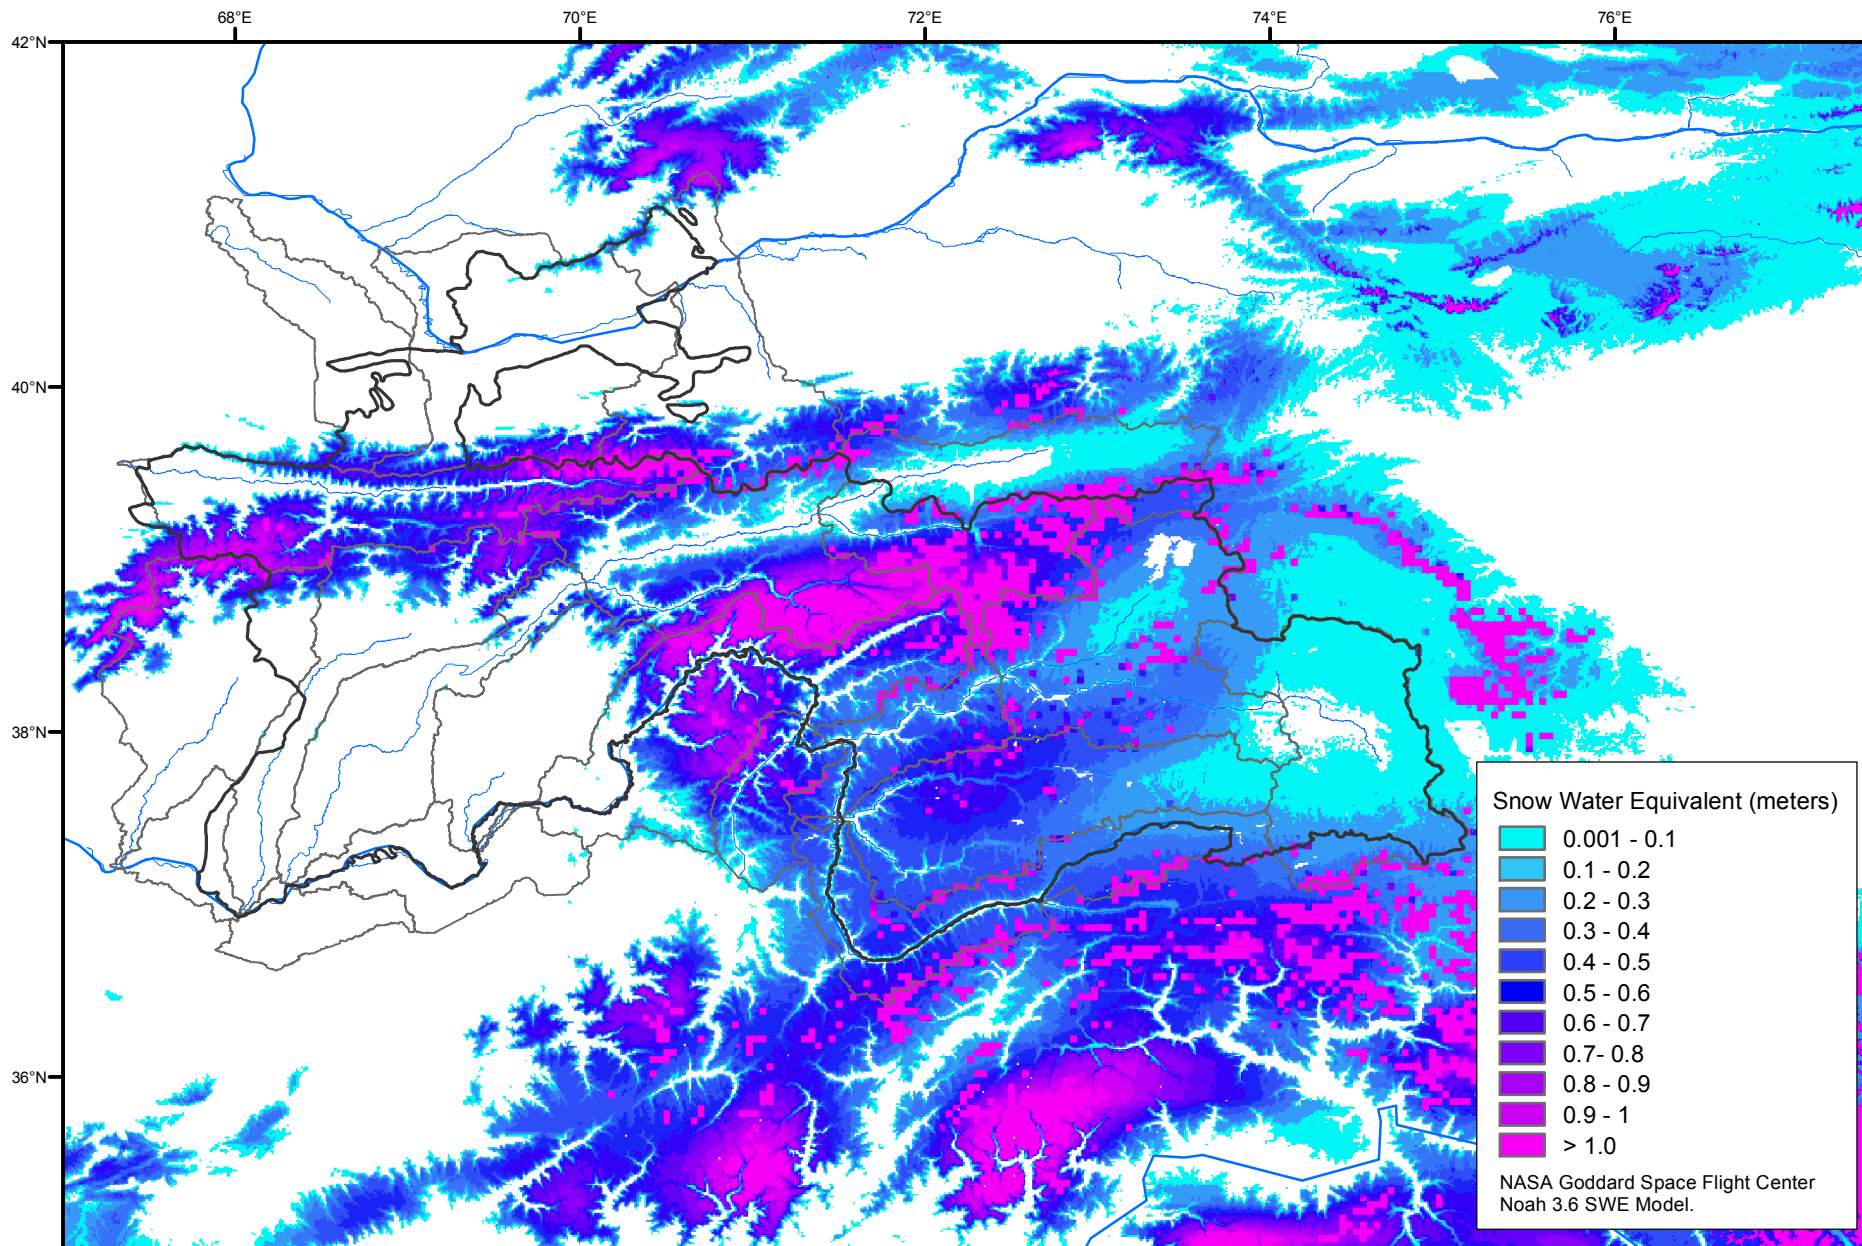 68°E
70°E
72°E
74°E
76°E
42°N
40°N
38°N
36°N
Snow Water Equivalent (meters)
0.001 - 0.1
0.1 - 0.2
0.2 - 0.3
0.3 - 0.4
0.4 - 0.5
0.5 - 0.6
0.6 - 0.7
0.7- 0.8
0.8 - 0.9
0.9 - 1
> 1.0
NASA Goddard Space Flight Center
Noah 3.6 SWE Model.